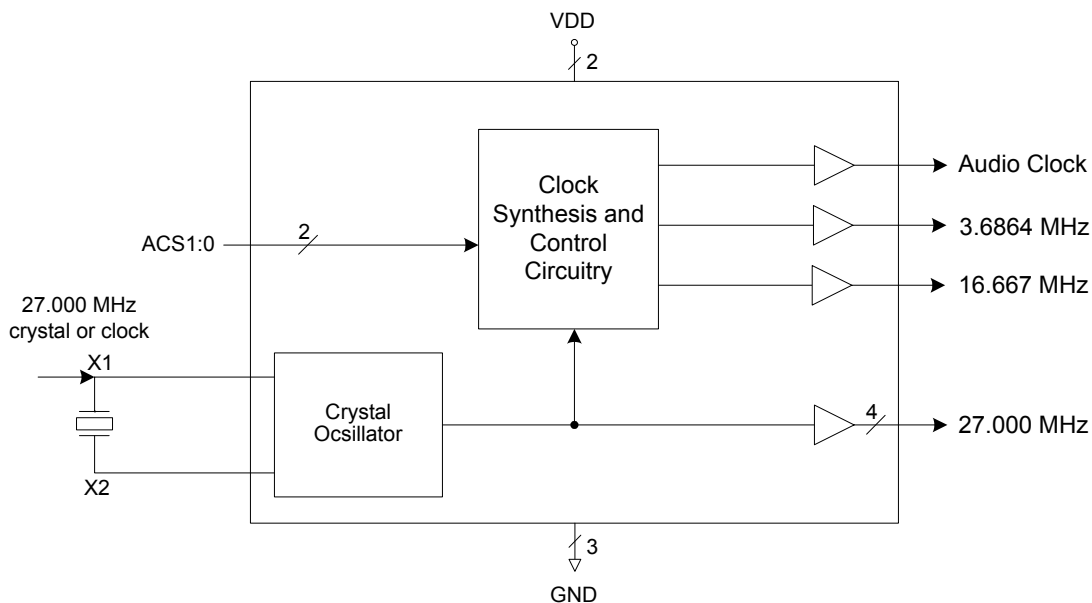 VDD
2
Clock
Synthesis and
Control
Circuitry
Audio Clock
3.6864 MHz
16.667 MHz
ACS1:0
2
27.000 MHz
crystal or clock
X1
X2
Crystal
Ocsillator
4
27.000 MHz
3
GND